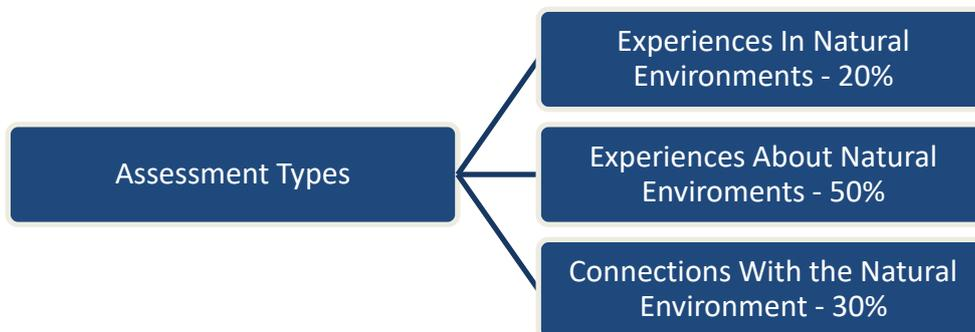 Assessment Types
Experiences In Natural
Environments - 20%
Experiences About Natural
Enviroments - 50%
Connections With the Natural
Environment - 30%